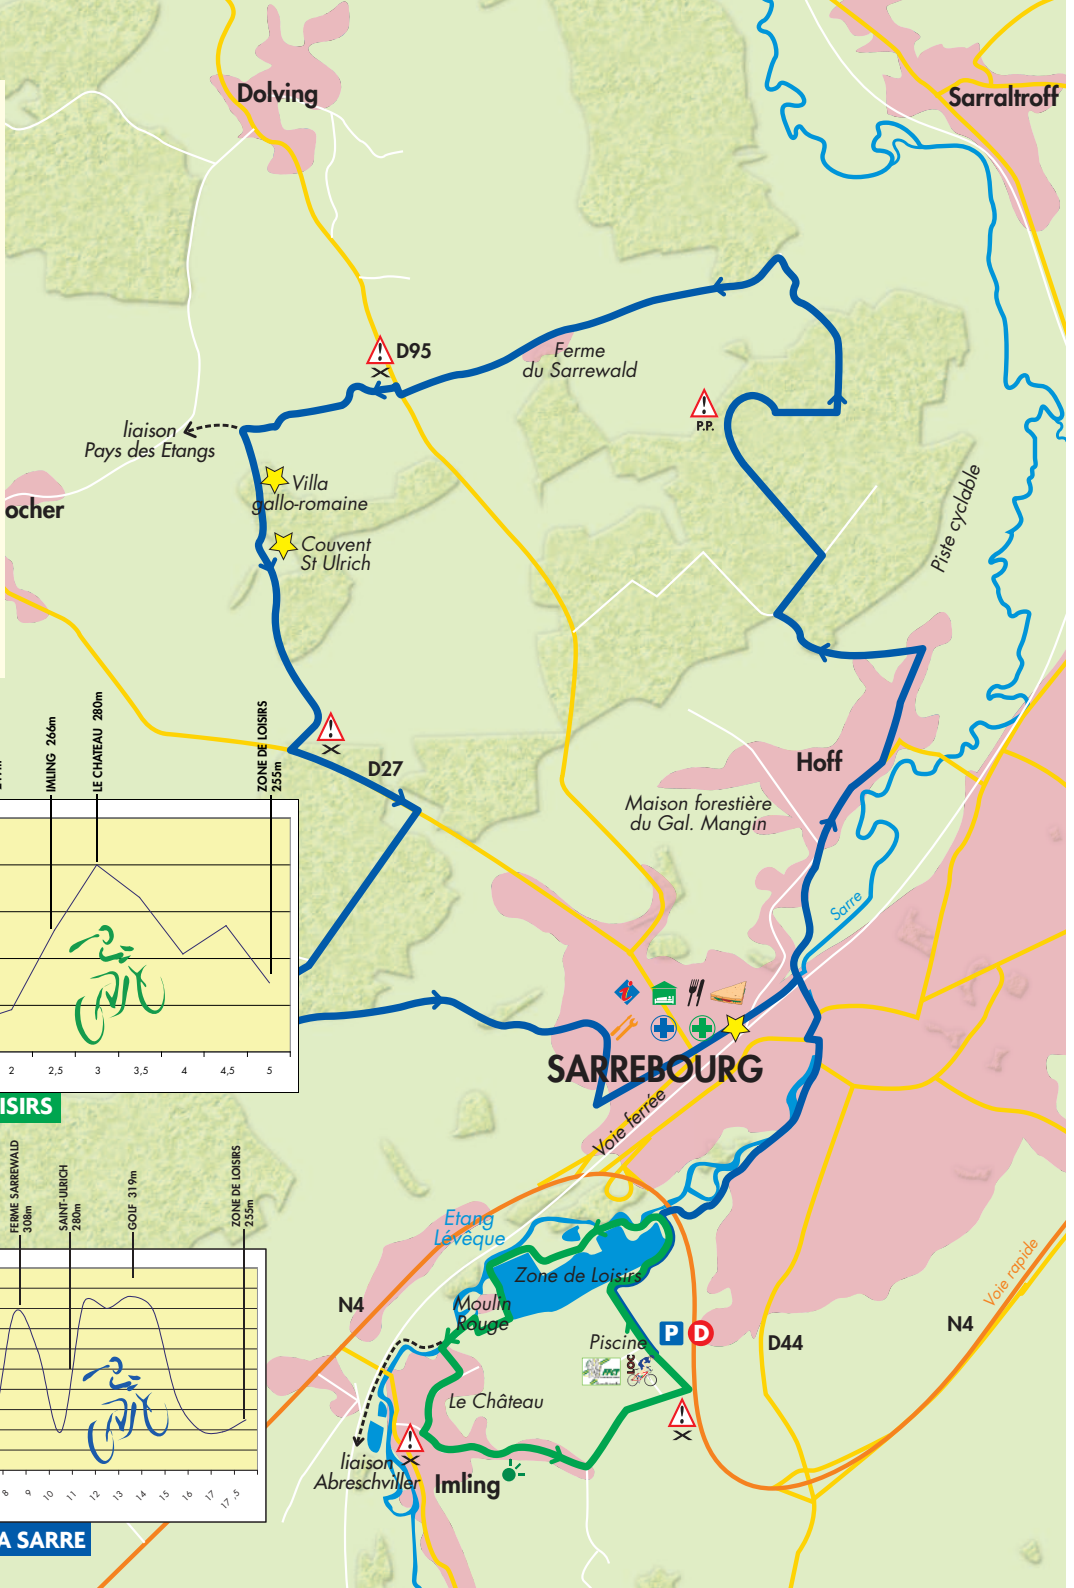 Dolving
Sarraltroff
D95
Ferme
du Sarrewald
P.P.
liaison
Pays des Etangs
Villa
gallo-romaine
ocher
Couvent
St Ulrich
Piste cyclable
IMLING 266m
LE CHATEAU 280m
ZONE DE LOISIRS
255m
D27
Hoff
Maison forestière
du Gal. Mangin
Sarre
2 2,5 3 3,5 4 4,5 5
ISIRS
SARREBOURG
Voie ferrée
FERME SARREWALD
308m
SAINT-ULRICH
280m
GOLF 319m
ZONE DE LOISIRS
255m
Etang
Lévêque
Zone de Loisirs
Moulin
Rouge
N4
Piscine
P
D
LOC
FFCT
D44
N4
Voie rapide
Le Château
liaison
Abreschviller
Imling
8 9 10 11 12 13 14 15 16 17 17,5
A SARRE